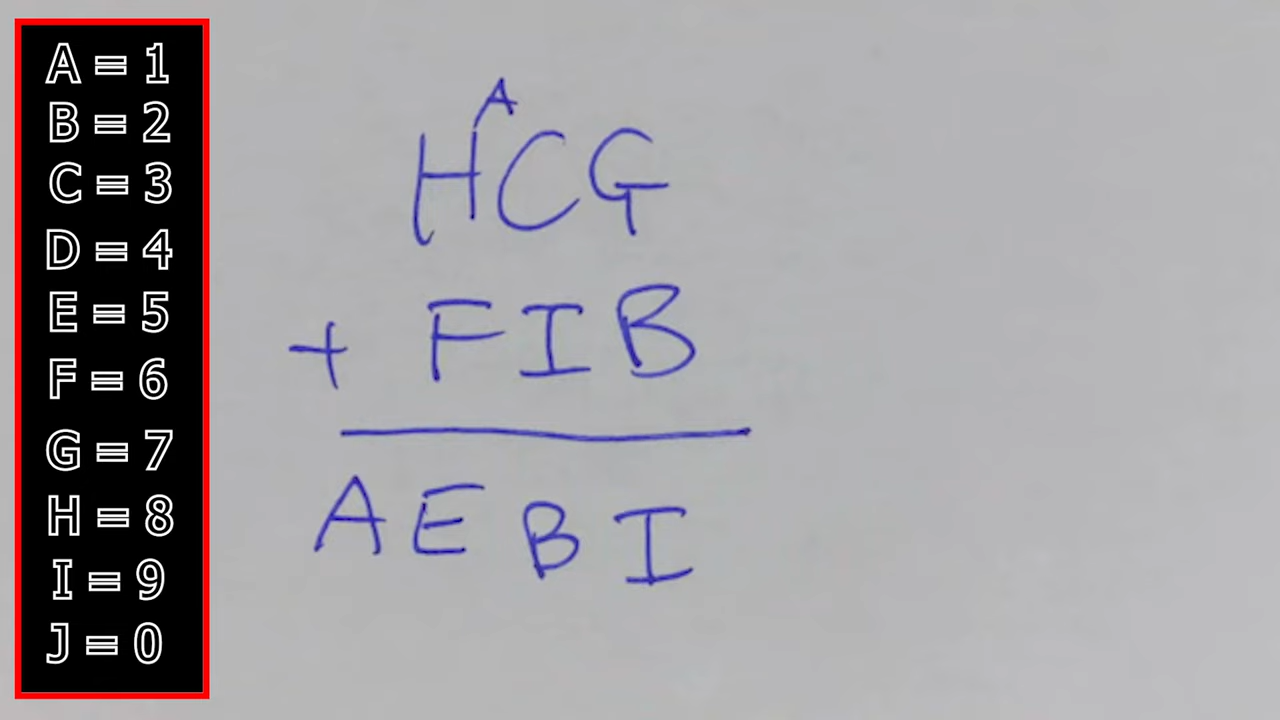 A = 1
B = 2
C = 3
D = 4
E = 5
F = 6
G = 7
H = 8
I = 9
J = 0
A
HCG
+ FIB
AEBI